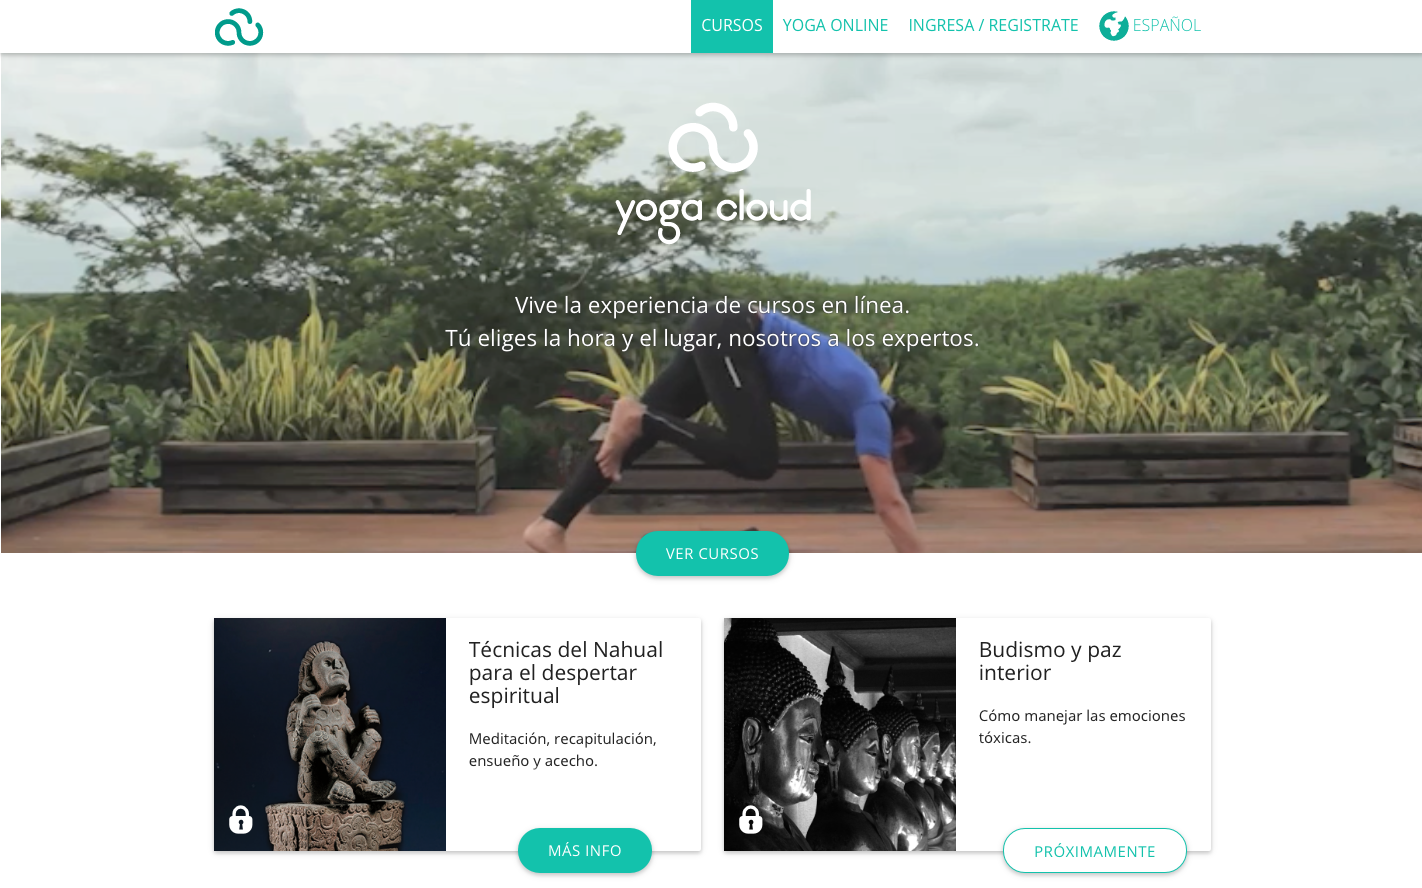 CURSOS YOGA ONLINE INGRESA / REGISTRATE ESPAÑOL
yoga cloud
Vive la experiencia de cursos en línea.
Tú eliges la hora y el lugar, nosotros a los expertos.
VER CURSOS
Técnicas del Nahual
para el despertar
espiritual
Meditación, recapitulación,
ensueño y acecho.
MÁS INFO
Budismo y paz
interior
Cómo manejar las emociones
tóxicas.
PRÓXIMAMENTE